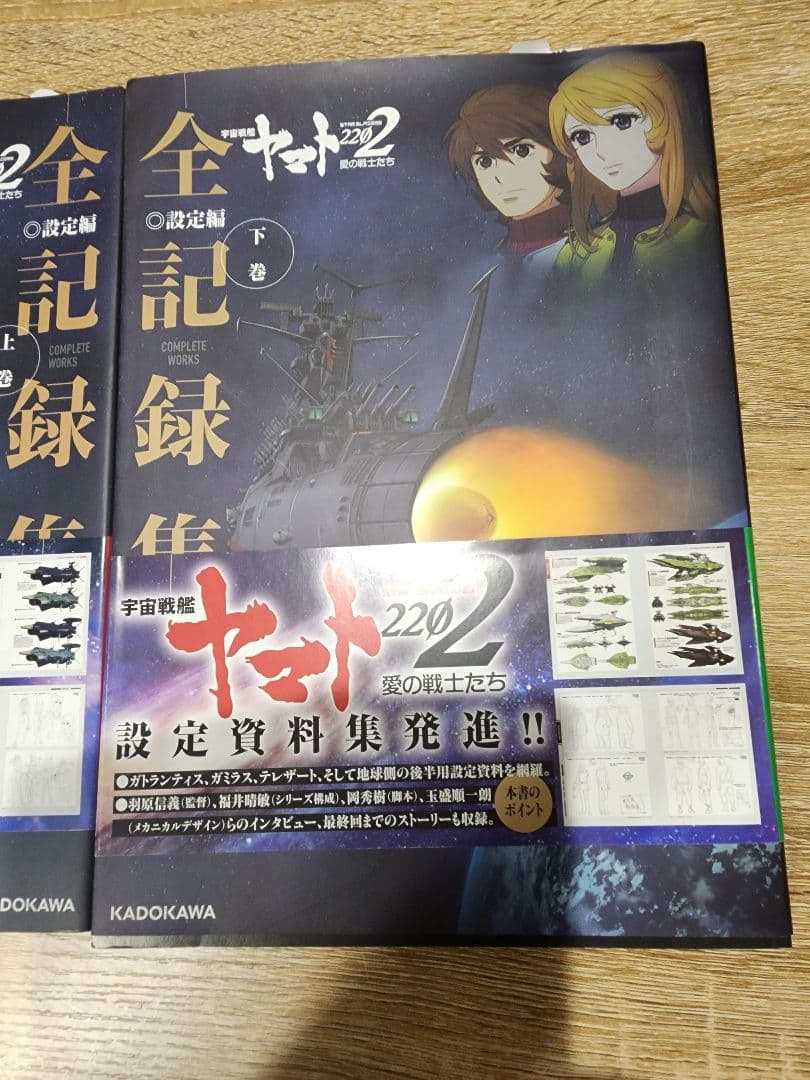 2
全記録集
◎設定編
上巻
COMPLETE
WORKS
KADOKAWA
宇宙戦艦
ヤマト
STAR BLAZERS
2202
愛の戦士たち
全記録集
◎設定編
下巻
COMPLETE
WORKS
宇宙戦艦
ヤマト
2202
愛の戦士たち
設定資料集発進!!
●ガトランティス、ガミラス、テレザート、そして地球側の後半用設定資料を網羅。
●羽原信義(監督)、福井晴敏(シリーズ構成)、岡秀樹(脚本)、玉盛順一朗
(メカニカルデザイン)らのインタビュー、最終回までのストーリーも収録。
本書の
ポイント
KADOKAWA